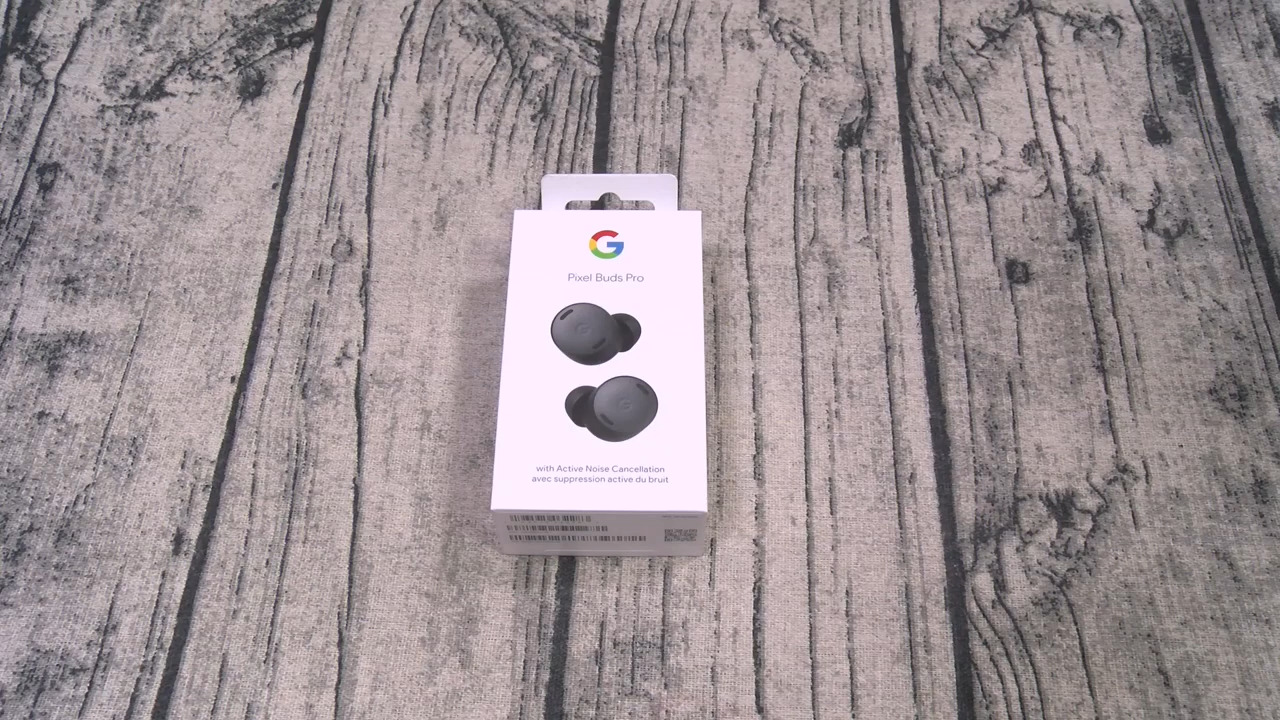 G
Pixel Buds Pro
with Active Noise Cancellation
avec suppression active du bruit